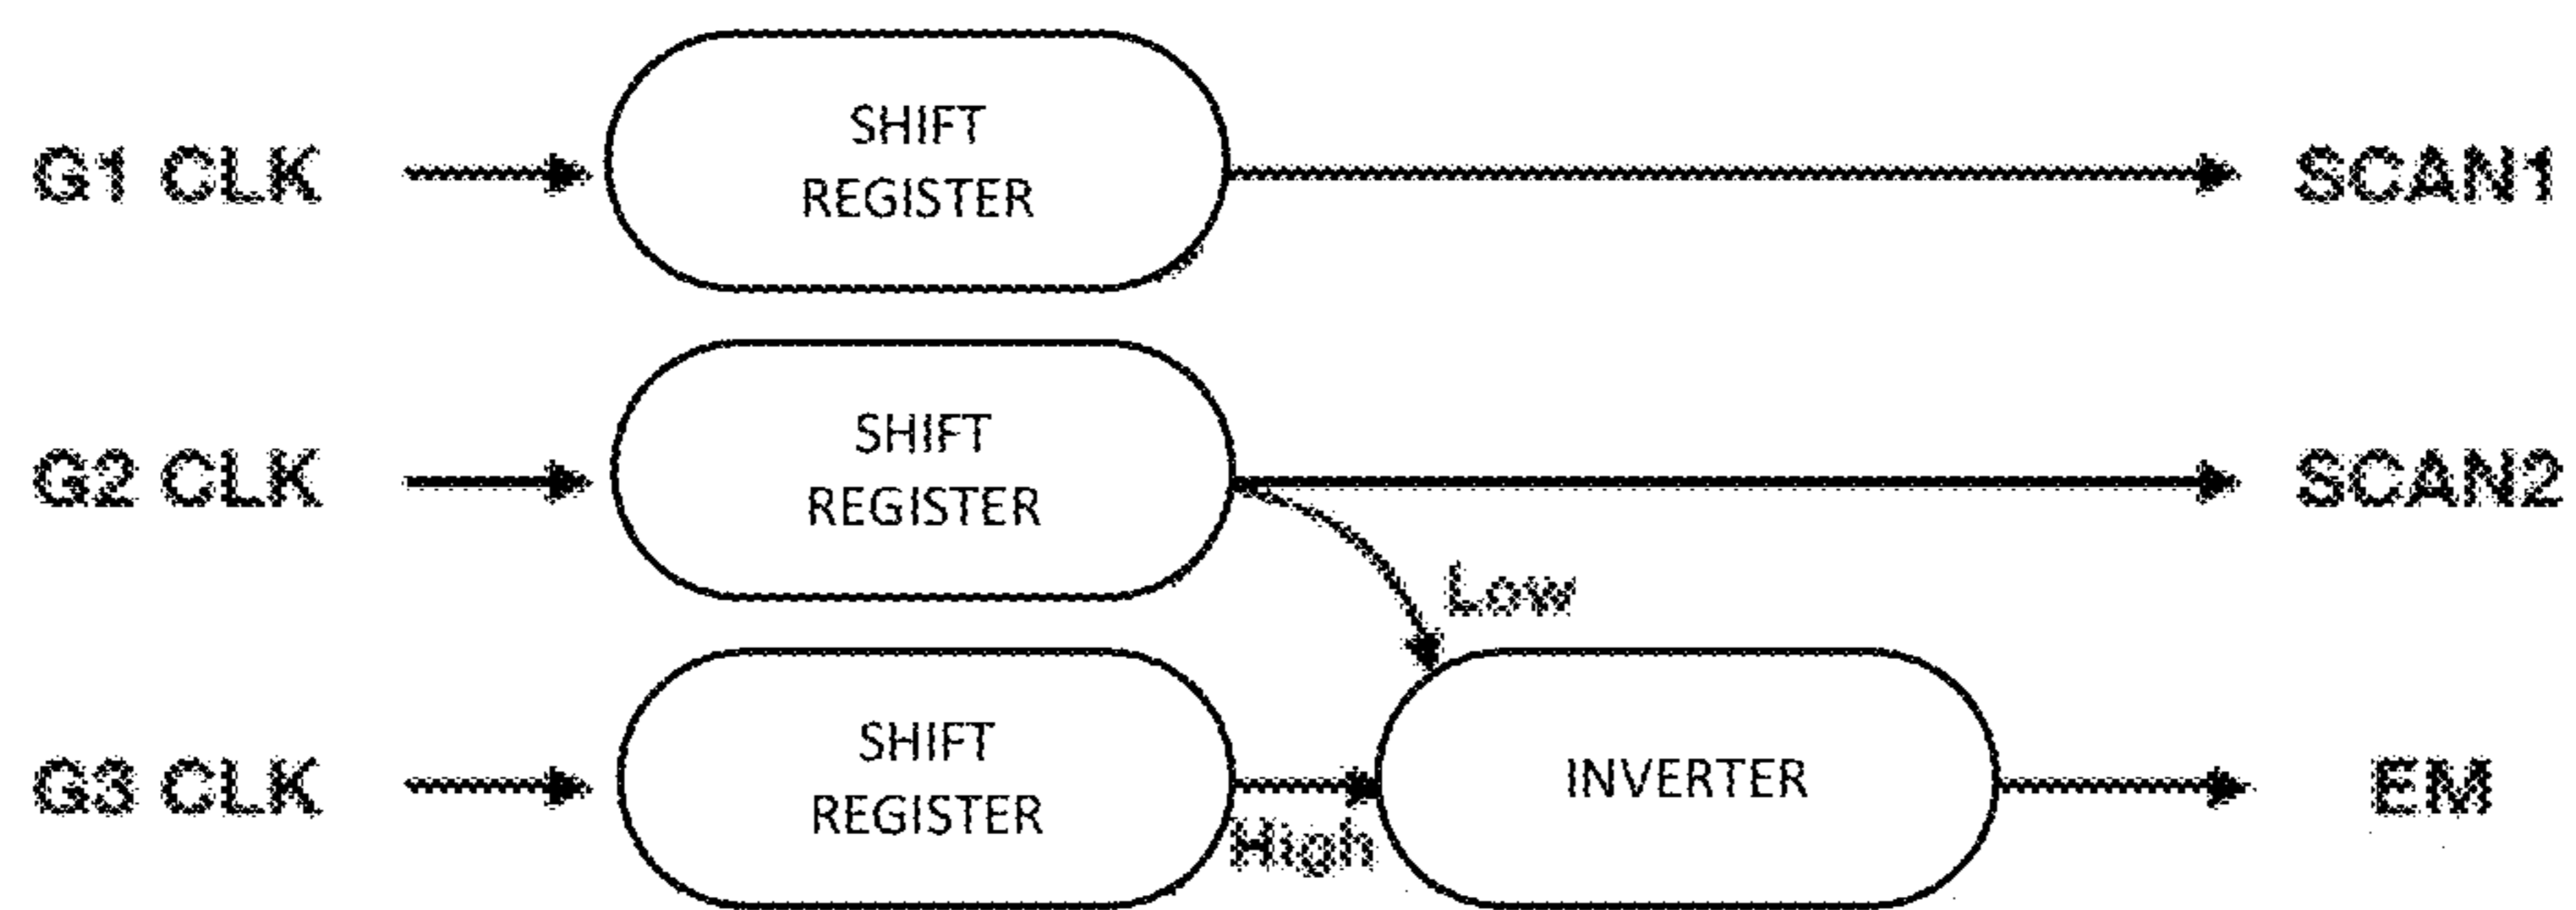 G1 CLK
SHIFT
REGISTER
SCAN1
G2 CLK
SHIFT
REGISTER
SCAN2
Low
G3 CLK
SHIFT
REGISTER
High
INVERTER
EM